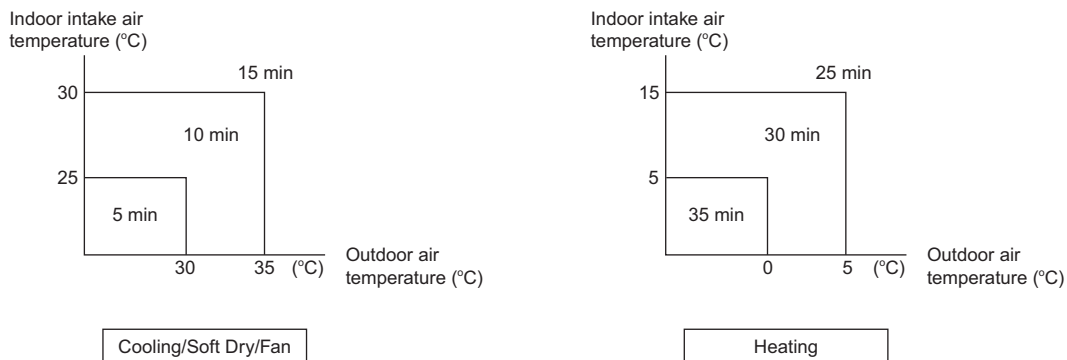 Indoor intake air
temperature (°C)
15 min
30
10 min
25
5 min
30 35 (°C)
Outdoor air
temperature (°C)
Cooling/Soft Dry/Fan
Indoor intake air
temperature (°C)
25 min
15
30 min
5
35 min
0 5 (°C)
Outdoor air
temperature (°C)
Heating